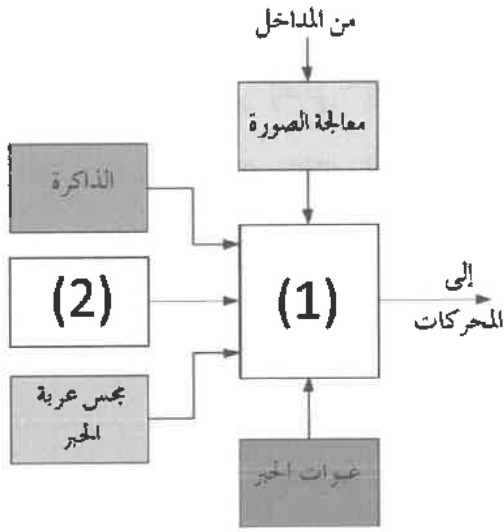 من المداخل
معالجة الصورة
الذاكرة
(2)
(1)
إلى
المحركات
مجس عربة
الحبر
عبوات الحبر